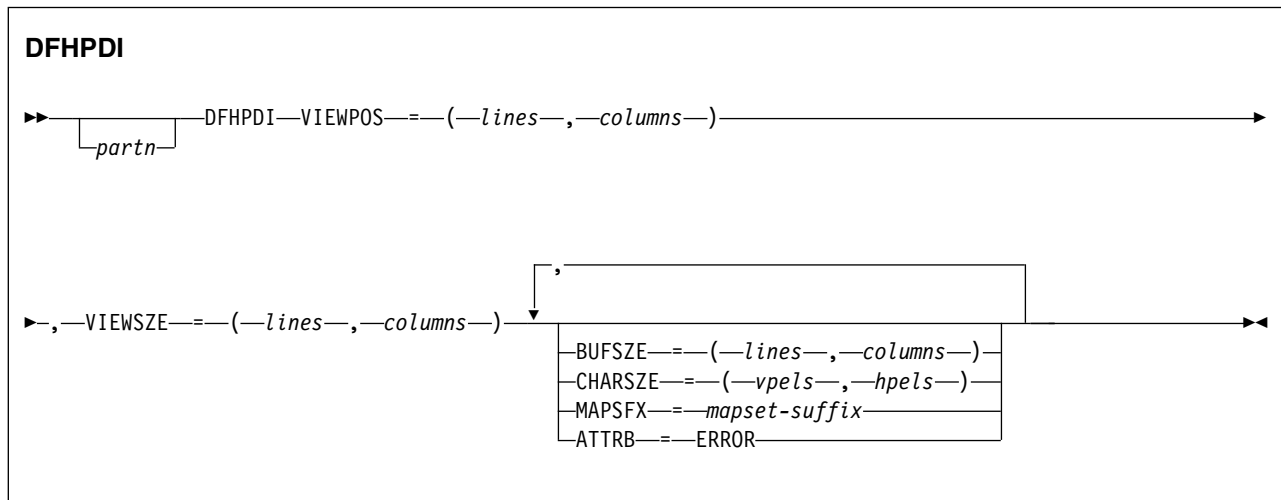 DFHPDI
DFHPDI VIEWPOS = ( lines , columns )
partn
,
, VIEWSZE = ( lines , columns )
BUFSZE = ( lines , columns )
CHARSZE = ( vpels , hpels )
MAPSFX = mapset-suffix
ATTRB = ERROR